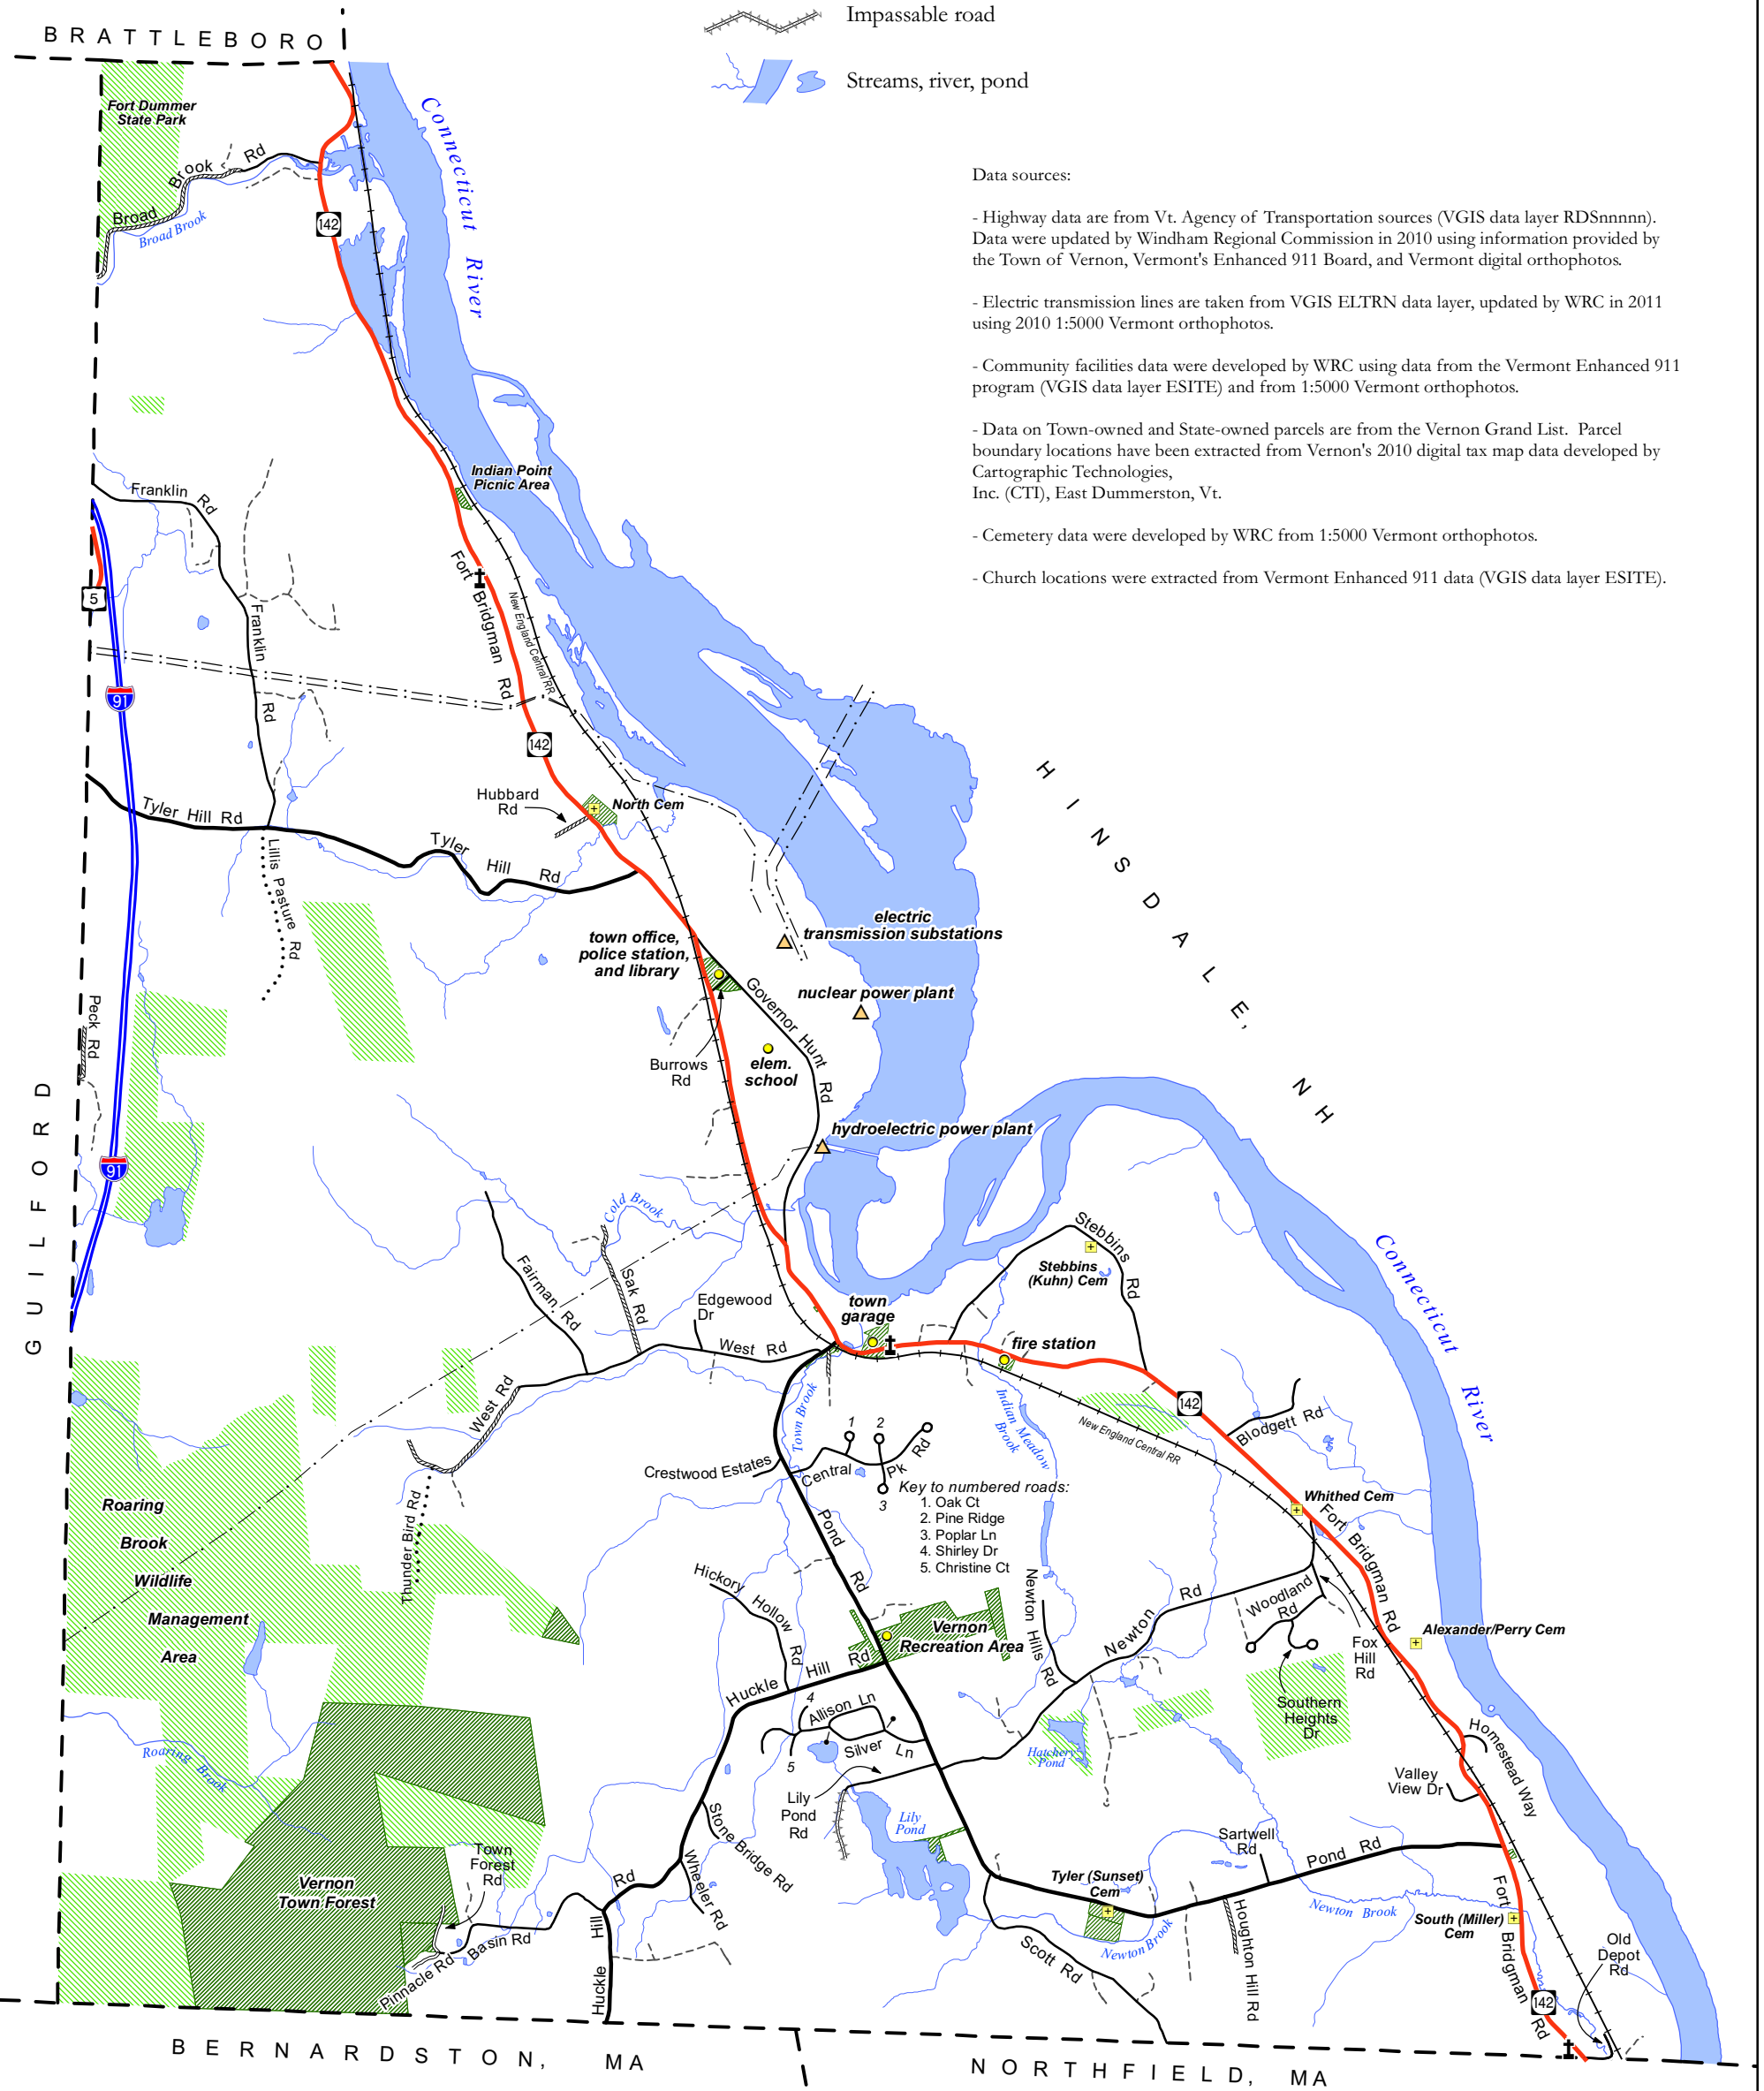 Impassable road
Streams, river, pond
BRATTLEBORO
Fort Dummer
State Park
Broad Brook Rd
Broad Brook
142
Connecticut River
Data sources:
- Highway data are from Vt. Agency of Transportation sources (VGIS data layer RDSnnnnn).
Data were updated by Windham Regional Commission in 2010 using information provided by
the Town of Vernon, Vermont's Enhanced 911 Board, and Vermont digital orthophotos.
- Electric transmission lines are taken from VGIS ELTRN data layer, updated by WRC in 2011
using 2010 1:5000 Vermont orthophotos.
- Community facilities data were developed by WRC using data from the Vermont Enhanced 911
program (VGIS data layer ESITE) and from 1:5000 Vermont orthophotos.
- Data on Town-owned and State-owned parcels are from the Vernon Grand List. Parcel
boundary locations have been extracted from Vernon's 2010 digital tax map data developed by
Cartographic Technologies,
Inc. (CTI), East Dummerston, Vt.
- Cemetery data were developed by WRC from 1:5000 Vermont orthophotos.
- Church locations were extracted from Vermont Enhanced 911 data (VGIS data layer ESITE).
Indian Point
Picnic Area
Franklin Rd
5
Franklin Rd
Fort Bridgman Rd
New England Central RR
91
142
HINSDALE, NH
Hubbard
Rd
North Cem
Tyler Hill Rd
Tyler Hill Rd
Lillis Pasture Rd
electric
transmission substations
town office,
police station,
and library
nuclear power plant
Governor Hunt Rd
Peck Rd
Burrows
Rd
elem.
school
GUILFORD
hydroelectric power plant
91
Cold Brook
Stebbins Rd
Stebbins
(Kuhn) Cem
Connecticut River
Fairman Rd
Sak Rd
Edgewood
Dr
town
garage
fire station
West Rd
West Rd
Town Brook
Indian Meadow
Brook
142
New England Central RR
Blodgett Rd
1
2
3
Crestwood Estates
Central Pk Rd
Key to numbered roads:
1. Oak Ct
2. Pine Ridge
3. Poplar Ln
4. Shirley Dr
5. Christine Ct
Whithed Cem
Fort Bridgman Rd
Roaring
Brook
Wildlife
Management
Area
Thunder Bird Rd
Pond Rd
Hickory Hollow Rd
Newton Hills Rd
Newton Rd
Woodland
Rd
Fox
Hill
Rd
Alexander/Perry Cem
Vernon
Recreation Area
Huckle Hill Rd
4
Allison Ln
Silver Ln
5
Southern
Heights
Dr
Homestead Way
Roaring Brook
Hatchery
Pond
Valley
View Dr
Lily
Pond
Rd
Lily
Pond
Stone Bridge Rd
Wheeler Rd
Town
Forest
Rd
Sartwell
Rd
Pond Rd
Vernon
Town Forest
Tyler (Sunset)
Cem
Fort Bridgman Rd
Newton Brook
South (Miller)
Cem
Huckle Hill Rd
Basin Rd
Pinnacle Rd
Newton Brook
Scott Rd
Houghton Hill Rd
Old
Depot
Rd
142
BERNARDSTON, MA
NORTHFIELD, MA